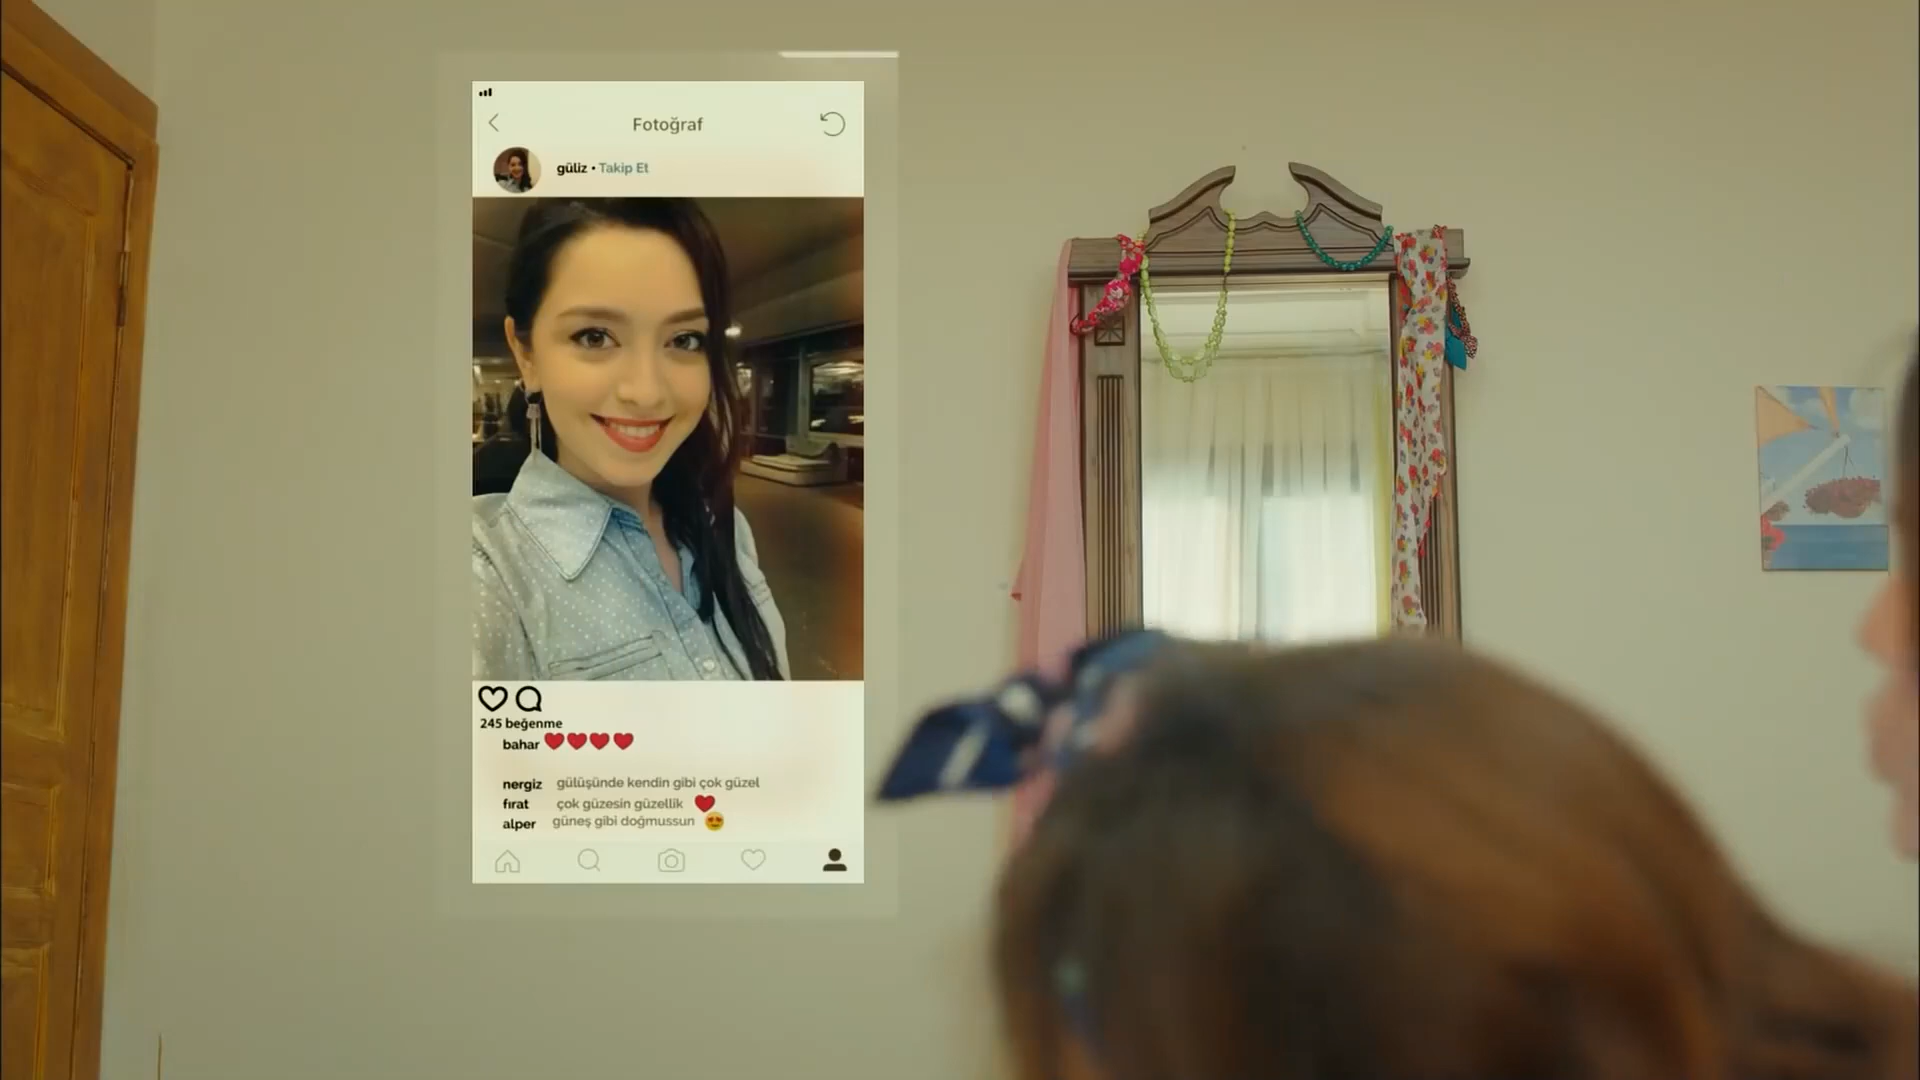 Fotoğraf
güliz • Takip Et
245 beğenme
bahar ❤❤❤❤
nergiz gülüşünde kendin gibi çok güzel
fırat çok güzesin güzellik ❤
alper güneş gibi doğmussun 😍